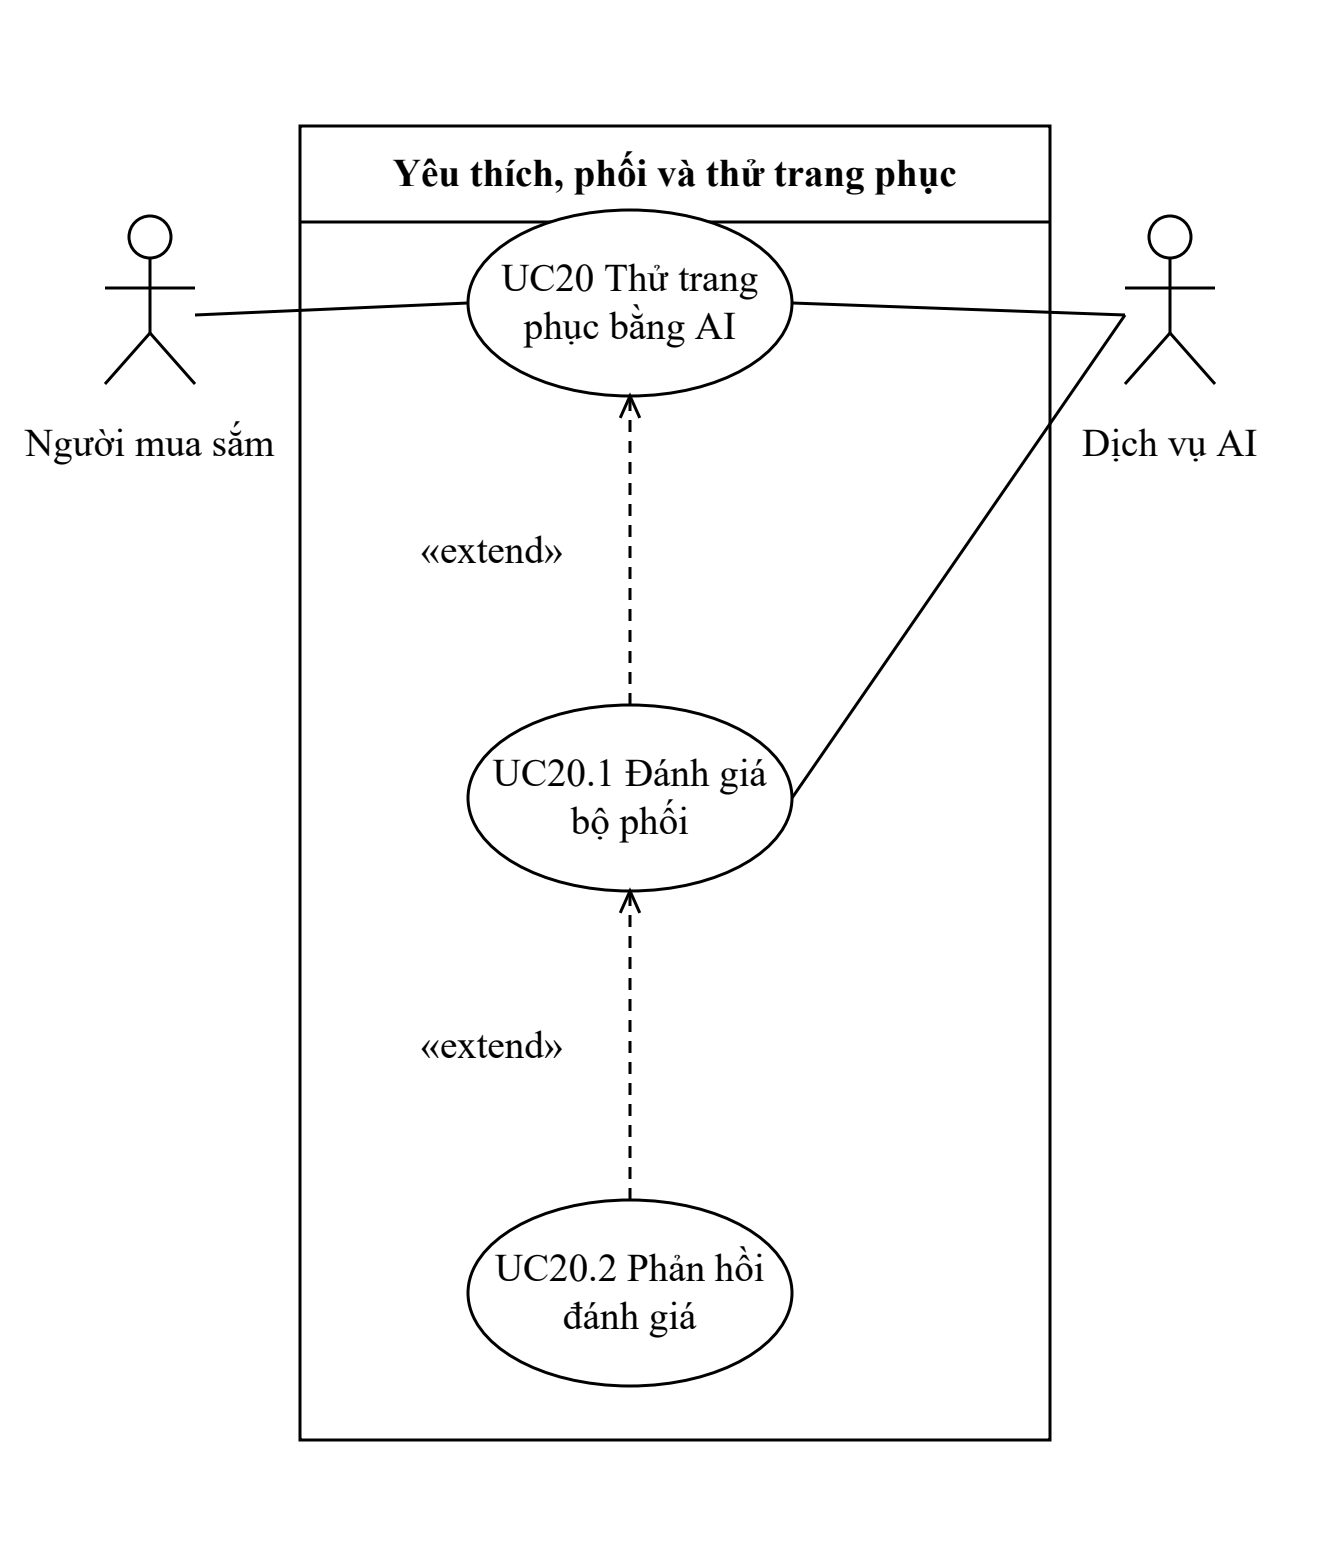 Yêu thích, phối và thử trang phục
UC20 Thử trang
phục bằng AI
Người mua sắm
Dịch vụ AI
«extend»
UC20.1 Đánh giá
bộ phối
«extend»
UC20.2 Phản hồi
đánh giá